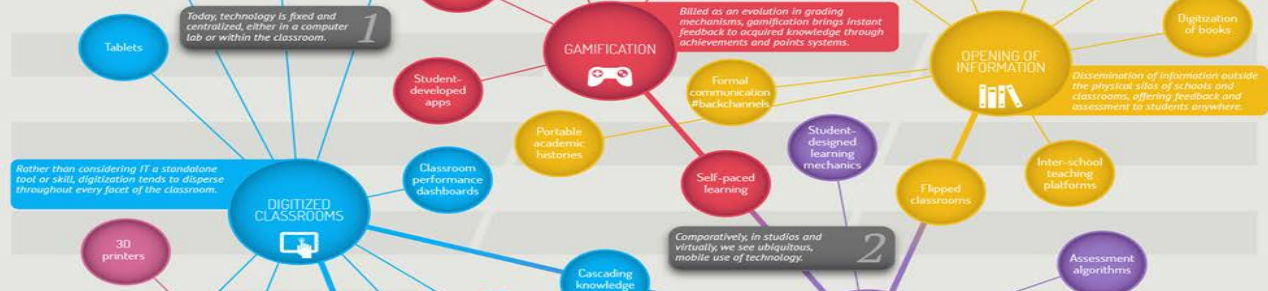 Today, technology is fixed and
centralized, either in a computer
lab or within the classroom.
1
Tablets
GAMIFICATION
Billed as an evolution in grading
mechanisms, gamification brings instant
feedback to acquired knowledge through
achievements and points systems.
Digitization
of books
OPENING OF
INFORMATION
Dissemination of information outside
the physical silos of schools and
classrooms, offering feedback and
assessment to students anywhere.
Student-
developed
apps
Formal
communication
#backchannels
Portable
academic
histories
Student-
designed
learning
mechanics
Rather than considering IT a standalone
tool or skill, digitization tends to disperse
throughout every facet of the classroom.
Classroom
performance
dashboards
Self-paced
learning
Flipped
classrooms
Inter-school
teaching
platforms
DIGITIZED
CLASSROOMS
3D
printers
Comparatively, in studios and
virtually, we see ubiquitous,
mobile use of technology.
2
Cascading
knowledge
Assessment
algorithms